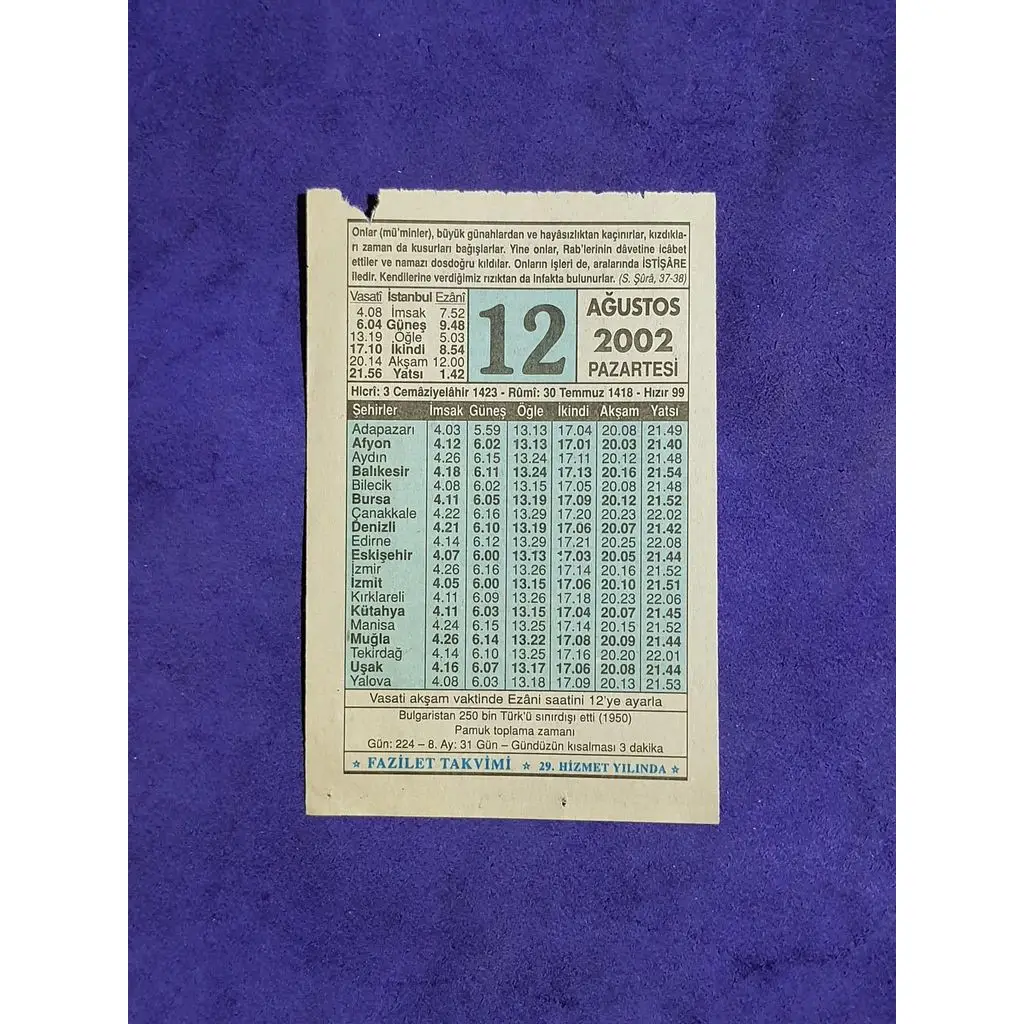 Onlar (mü'minler), büyük günahlardan ve hayâsızlıktan kaçınırlar, kızdıkla-
rı zaman da kusurları bağışlarlar. Yine onlar, Rab'lerinin dâvetine icâbet
ettiler ve namazı dosdoğru kıldılar. Onların işleri de, aralarında İSTİŞÂRE
iledir. Kendilerine verdiğimiz rızıktan da infakta bulunurlar. (S. Şûrâ, 37-38)
Vasatî İstanbul Ezânî
4.08 İmsak 7.52
6.04 Güneş 9.48
13.19 Öğle 5.03
17.10 İkindi 8.54
20.14 Akşam 12.00
21.56 Yatsı 1.42
12
AĞUSTOS
2002
PAZARTESİ
Hicrî: 3 Cemâziyelâhir 1423 - Rûmî: 30 Temmuz 1418 - Hızır 99
Şehirler İmsak Güneş Öğle İkindi Akşam Yatsı
Adapazarı 4.03 5.59 13.13 17.04 20.08 21.49
Afyon 4.12 6.02 13.13 17.01 20.03 21.40
Aydın 4.26 6.15 13.24 17.11 20.12 21.48
Balıkesir 4.18 6.11 13.24 17.13 20.16 21.54
Bilecik 4.08 6.02 13.15 17.05 20.08 21.48
Bursa 4.11 6.05 13.19 17.09 20.12 21.52
Çanakkale 4.22 6.16 13.29 17.20 20.23 22.02
Denizli 4.21 6.10 13.19 17.06 20.07 21.42
Edirne 4.14 6.12 13.29 17.21 20.25 22.08
Eskişehir 4.07 6.00 13.13 17.03 20.05 21.44
İzmir 4.26 6.16 13.26 17.14 20.16 21.52
İzmit 4.05 6.00 13.15 17.06 20.10 21.51
Kırklareli 4.11 6.09 13.26 17.18 20.23 22.06
Kütahya 4.11 6.03 13.15 17.04 20.07 21.45
Manisa 4.24 6.15 13.25 17.14 20.15 21.52
Muğla 4.26 6.14 13.22 17.08 20.09 21.44
Tekirdağ 4.14 6.10 13.25 17.16 20.20 22.01
Uşak 4.16 6.07 13.17 17.06 20.08 21.44
Yalova 4.08 6.03 13.18 17.09 20.13 21.53
Vasati akşam vaktinde Ezâni saatini 12'ye ayarla
Bulgaristan 250 bin Türk'ü sınırdışı etti (1950)
Pamuk toplama zamanı
Gün: 224 – 8. Ay: 31 Gün – Gündüzün kısalması 3 dakika
☆ FAZİLET TAKVİMİ ☆ 29. HİZMET YILINDA ☆